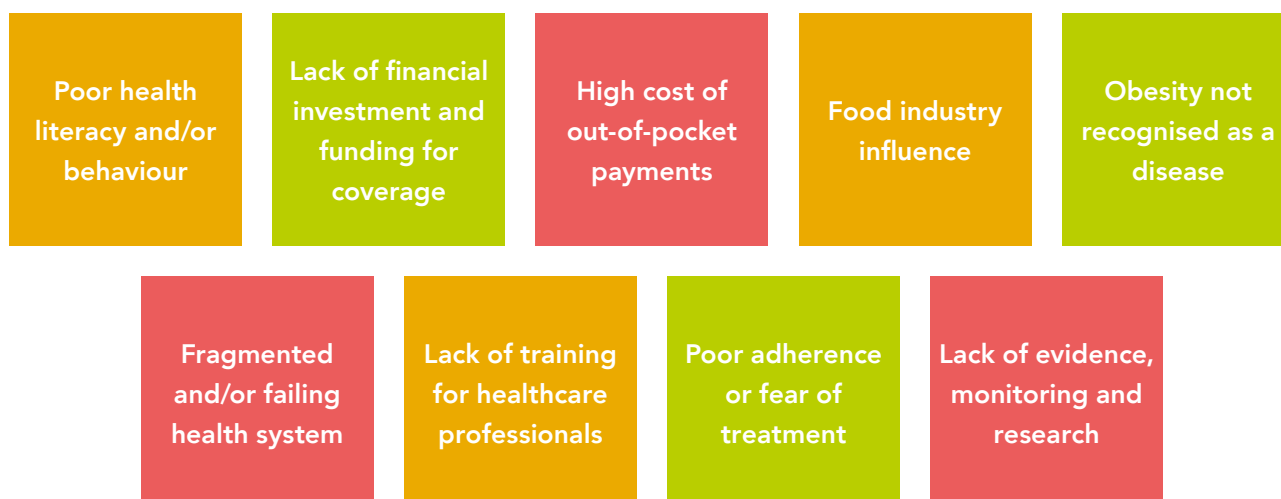 Poor health
literacy and/or
behaviour
Lack of financial
investment and
funding for
coverage
High cost of
out-of-pocket
payments
Food industry
influence
Obesity not
recognised as a
disease
Fragmented
and/or failing
health system
Lack of training
for healthcare
professionals
Poor adherence
or fear of
treatment
Lack of evidence,
monitoring and
research